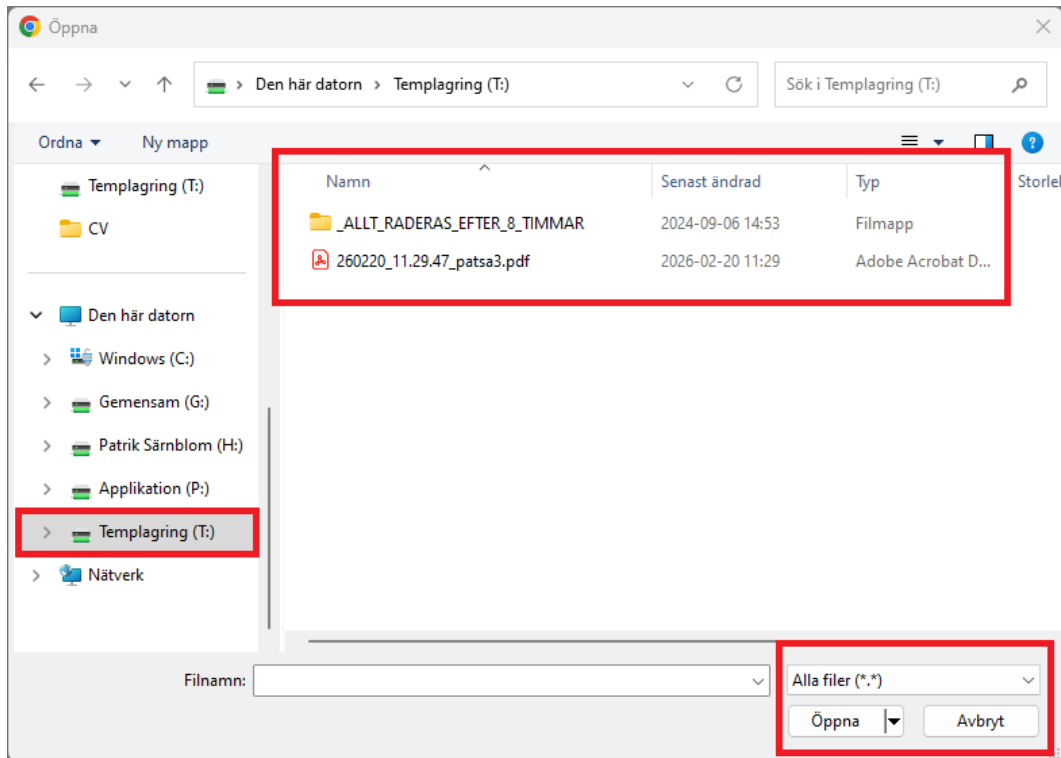 Öppna
Den här datorn > Templagring (T:)
Sök i Templagring (T:)
Ordna
Ny mapp
Templagring (T:)
CV
Den här datorn
Windows (C:)
Gemensam (G:)
Patrik Särnblom (H:)
Applikation (P:)
Templagring (T:)
Nätverk
Namn Senast ändrad Typ
_ALLT_RADERAS_EFTER_8_TIMMAR 2024-09-06 14:53 Filmapp
260220_11.29.47_patsa3.pdf 2026-02-20 11:29 Adobe Acrobat D...
Filnamn:
Alla filer (*.*)
Öppna
Avbryt